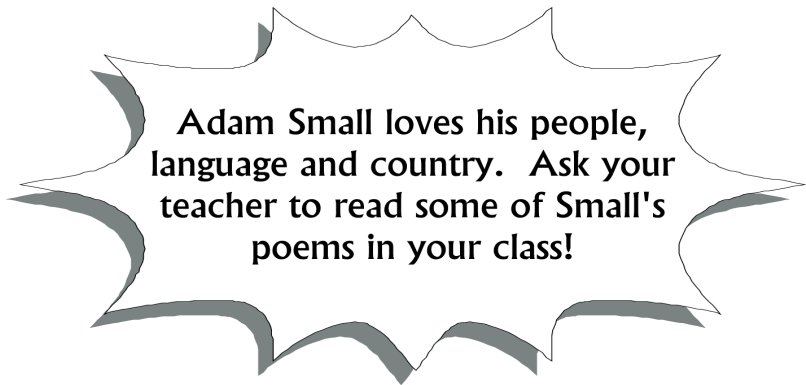 Adam Small loves his people,
language and country.  Ask your
teacher to read some of Small's
poems in your class!